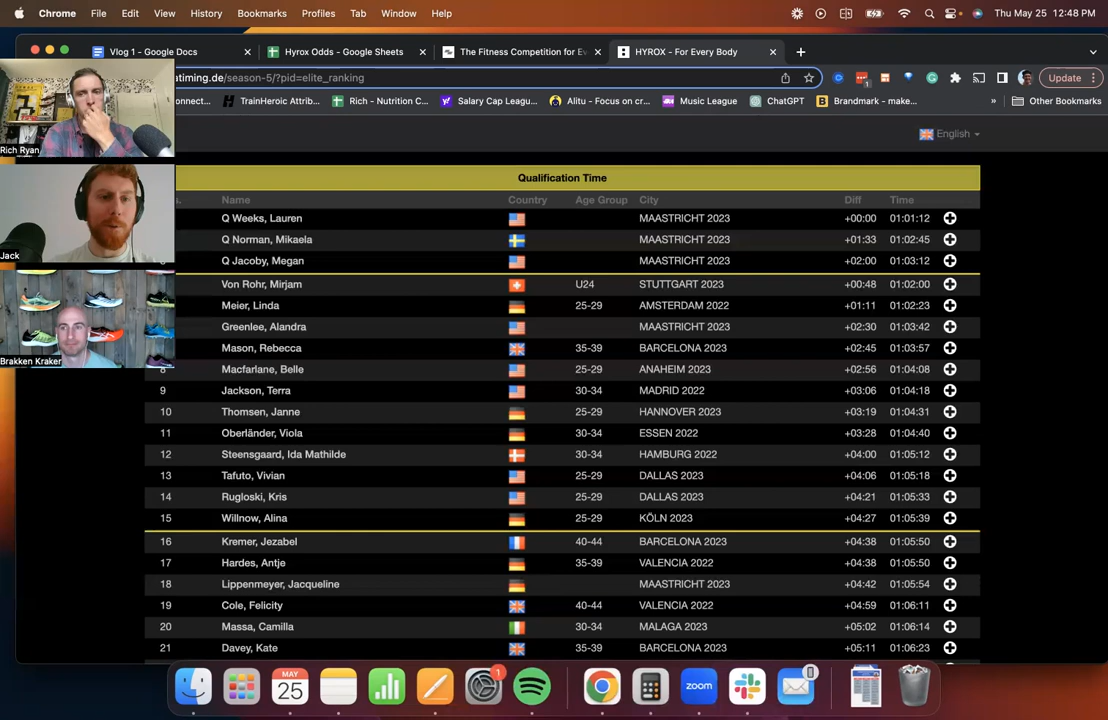 Chrome File Edit View History Bookmarks Profiles Tab Window Help Thu May 25 12:48 PM
Vlog 1 - Google Docs Hyrox Odds - Google Sheets The Fitness Competition for Ev HYROX - For Every Body
atiming.de/season-5/?pid=elite_ranking Update
onnect... TrainHeroic Attrib... Rich - Nutrition C... Salary Cap Leagu... Alitu - Focus on cr... Music League ChatGPT Brandmark - make... » Other Bookmarks
English
Rich Ryan
Jack
Brakken Kraker
Qualification Time
Name Country Age Group City Diff Time
Q Weeks, Lauren MAASTRICHT 2023 +00:00 01:01:12
Q Norman, Mikaela MAASTRICHT 2023 +01:33 01:02:45
Q Jacoby, Megan MAASTRICHT 2023 +02:00 01:03:12
Von Rohr, Mirjam U24 STUTTGART 2023 +00:48 01:02:00
Meier, Linda 25-29 AMSTERDAM 2022 +01:11 01:02:23
Greenlee, Alandra MAASTRICHT 2023 +02:30 01:03:42
Mason, Rebecca 35-39 BARCELONA 2023 +02:45 01:03:57
Macfarlane, Belle 25-29 ANAHEIM 2023 +02:56 01:04:08
9 Jackson, Terra 30-34 MADRID 2022 +03:06 01:04:18
10 Thomsen, Janne 25-29 HANNOVER 2023 +03:19 01:04:31
11 Oberländer, Viola 30-34 ESSEN 2022 +03:28 01:04:40
12 Steensgaard, Ida Mathilde 30-34 HAMBURG 2022 +04:00 01:05:12
13 Tafuto, Vivian 25-29 DALLAS 2023 +04:06 01:05:18
14 Rugloski, Kris 25-29 DALLAS 2023 +04:21 01:05:33
15 Willnow, Alina 25-29 KÖLN 2023 +04:27 01:05:39
16 Kremer, Jezabel 40-44 BARCELONA 2023 +04:38 01:05:50
17 Hardes, Antje 35-39 VALENCIA 2022 +04:38 01:05:50
18 Lippenmeyer, Jacqueline MAASTRICHT 2023 +04:42 01:05:54
19 Cole, Felicity 40-44 VALENCIA 2022 +04:59 01:06:11
20 Massa, Camilla 30-34 MALAGA 2023 +05:02 01:06:14
21 Davey, Kate 35-39 BARCELONA 2023 +05:11 01:06:23
MAY
25
1
zoom